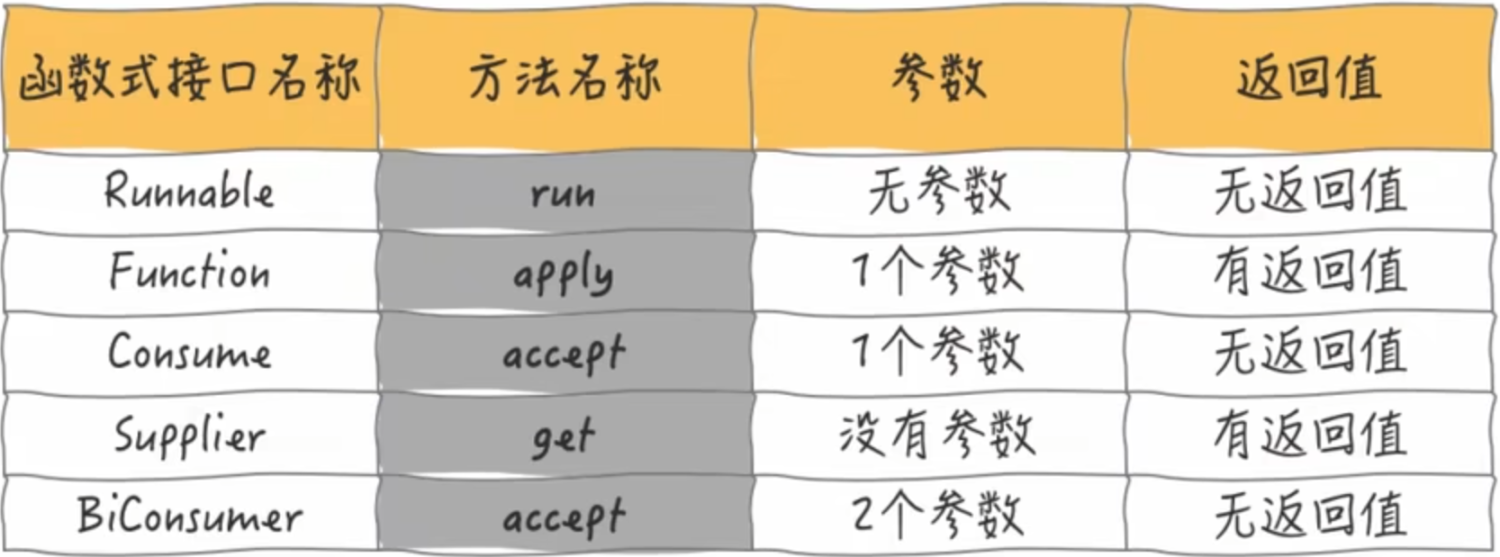 函数式接口名称 方法名称 参数 返回值
Runnable run 无参数 无返回值
Function apply 1个参数 有返回值
Consume accept 1个参数 无返回值
Supplier get 没有参数 有返回值
BiConsumer accept 2个参数 无返回值